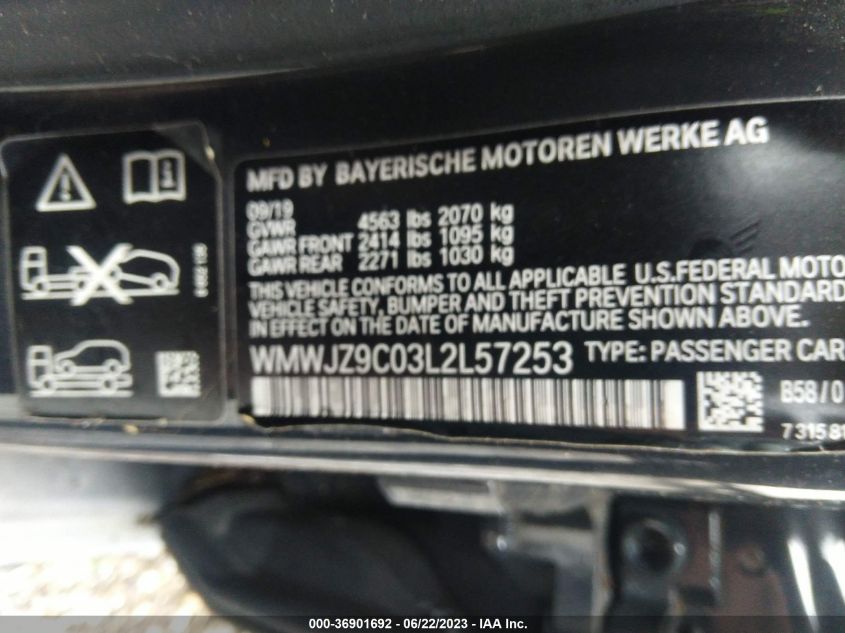 MFD BY BAYERISCHE MOTOREN WERKE AG
09/19
GVWR 4563 lbs 2070 kg
GAWR FRONT 2414 lbs 1095 kg
GAWR REAR 2271 lbs 1030 kg
THIS VEHICLE CONFORMS TO ALL APPLICABLE U.S.FEDERAL MOTO
VEHICLE SAFETY, BUMPER AND THEFT PREVENTION STANDARD
IN EFFECT ON THE DATE OF MANUFACTURE SHOWN ABOVE.
WMWJZ9C03L2L57253 TYPE: PASSENGER CAR
B58/0
7 315 81
000-36901692 - 06/22/2023 - IAA Inc.